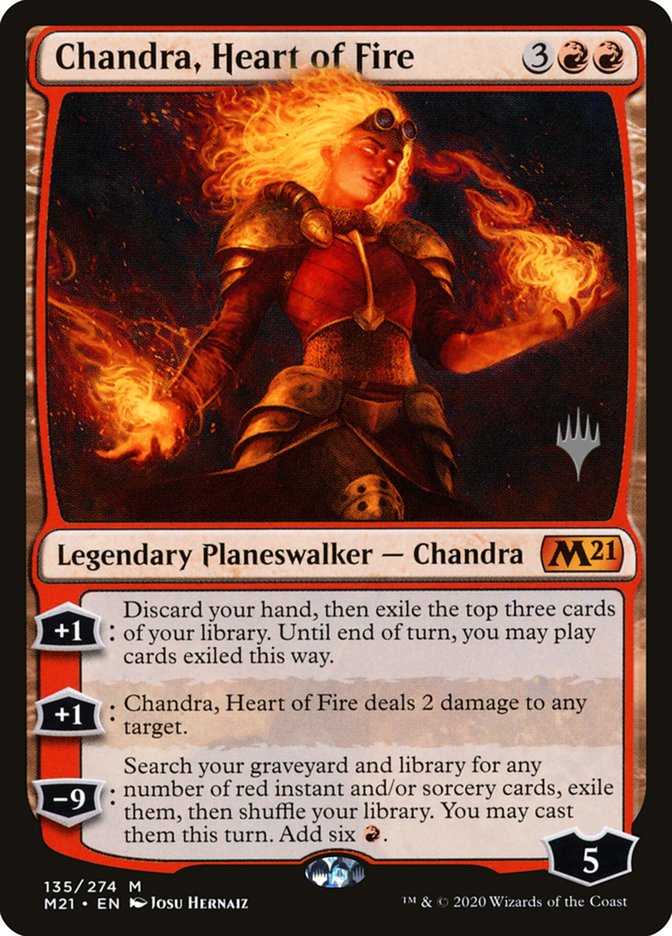 Chandra, Heart of Fire 3
Legendary Planeswalker — Chandra M21
+1: Discard your hand, then exile the top three cards
of your library. Until end of turn, you may play
cards exiled this way.
+1: Chandra, Heart of Fire deals 2 damage to any
target.
−9: Search your graveyard and library for any
number of red instant and/or sorcery cards, exile
them, then shuffle your library. You may cast
them this turn. Add six .
5
135/274 M
M21 • EN Josu Hernaiz
™ & © 2020 Wizards of the Coast